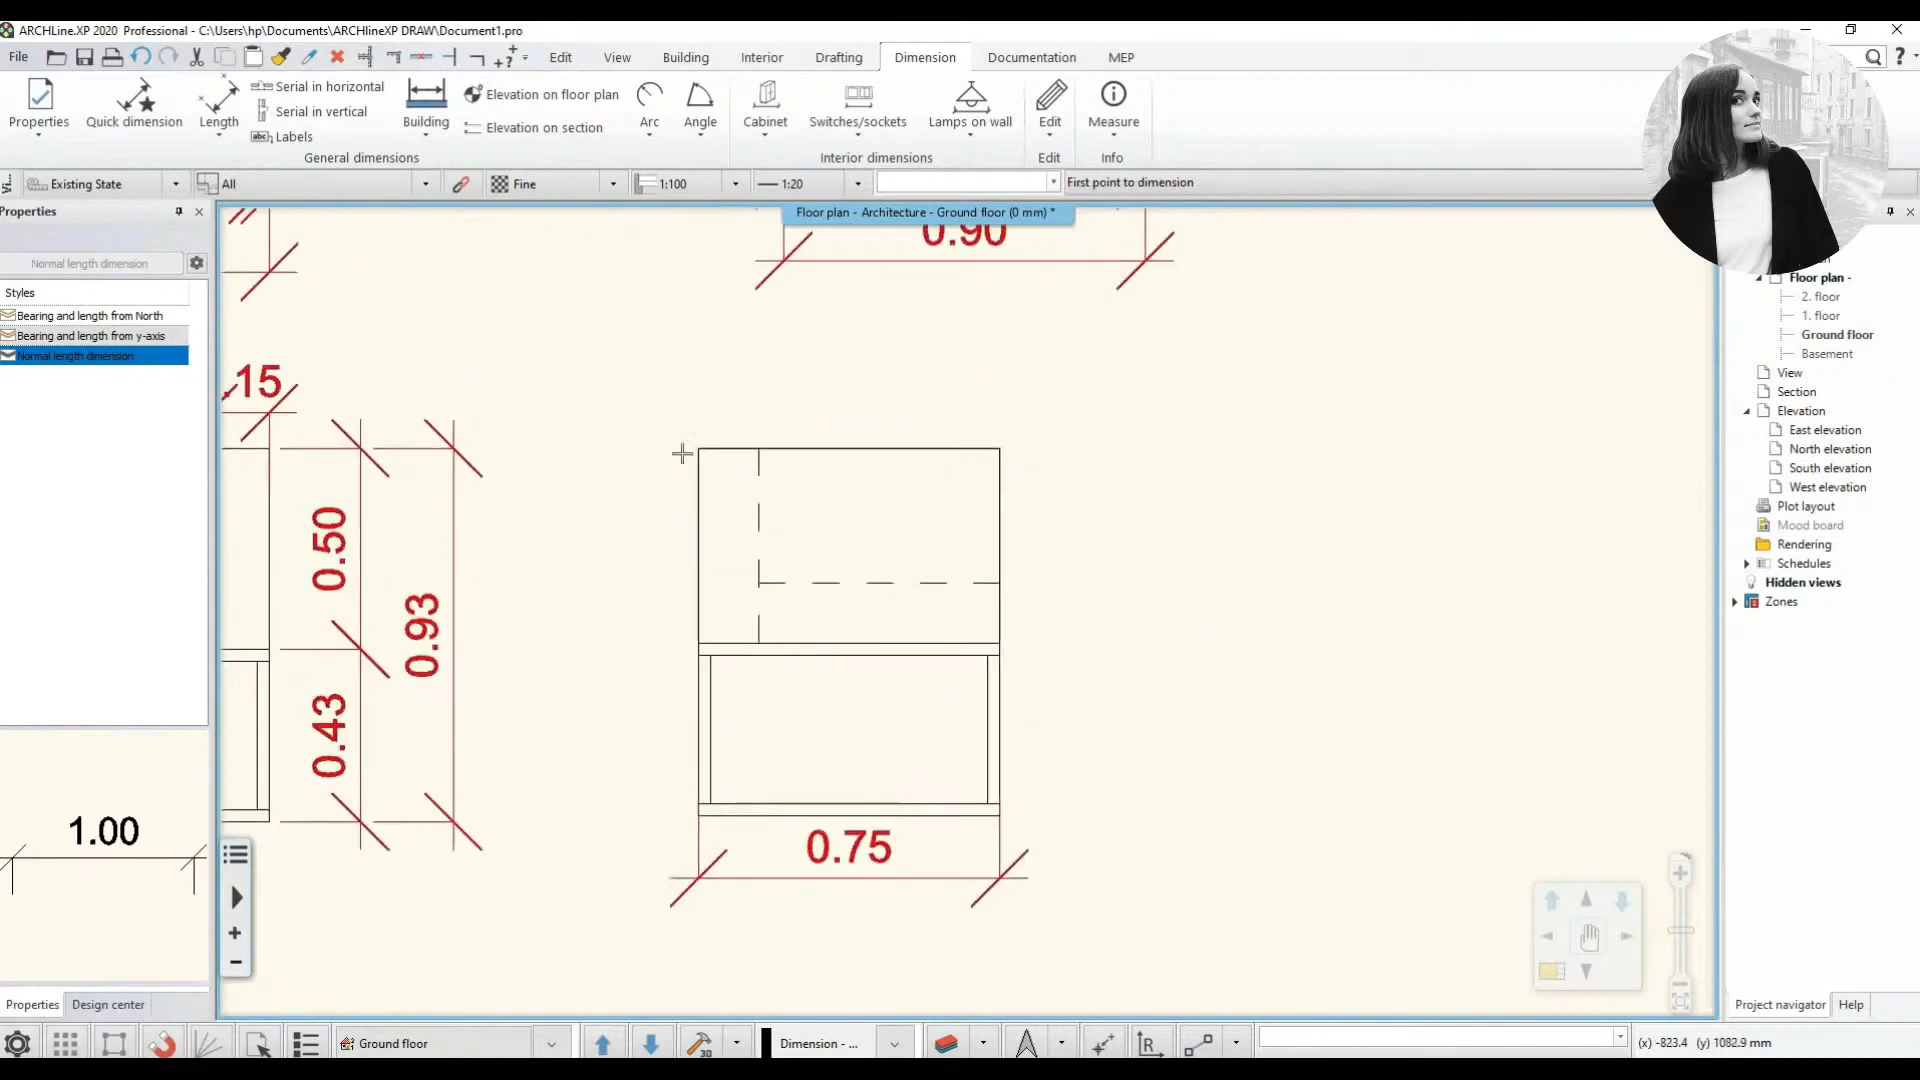 ARCHLine.XP 2020 Professional - C:\Users\hp\Documents\ARCHlineXP DRAW\Document1.pro
File
Edit
View
Building
Interior
Drafting
Dimension
Documentation
MEP
Properties
Quick dimension
Length
Serial in horizontal
Serial in vertical
Labels
Building
Elevation on floor plan
Elevation on section
Arc
Angle
Cabinet
Switches/sockets
Lamps on wall
Edit
Measure
General dimensions
Interior dimensions
Edit
Info
Existing State
All
Fine
1:100
1:20
First point to dimension
Properties
Floor plan - Architecture - Ground floor (0 mm) *
Normal length dimension
Styles
Bearing and length from North
Bearing and length from y-axis
Normal length dimension
0.90
.15
0.50
0.93
0.43
0.75
1.00
Floor plan -
2. floor
1. floor
Ground floor
Basement
View
Section
Elevation
East elevation
North elevation
South elevation
West elevation
Plot layout
Mood board
Rendering
Schedules
Hidden views
Zones
Properties
Design center
Project navigator
Help
Ground floor
Dimension - ...
(x) -823.4 (y) 1082.9 mm